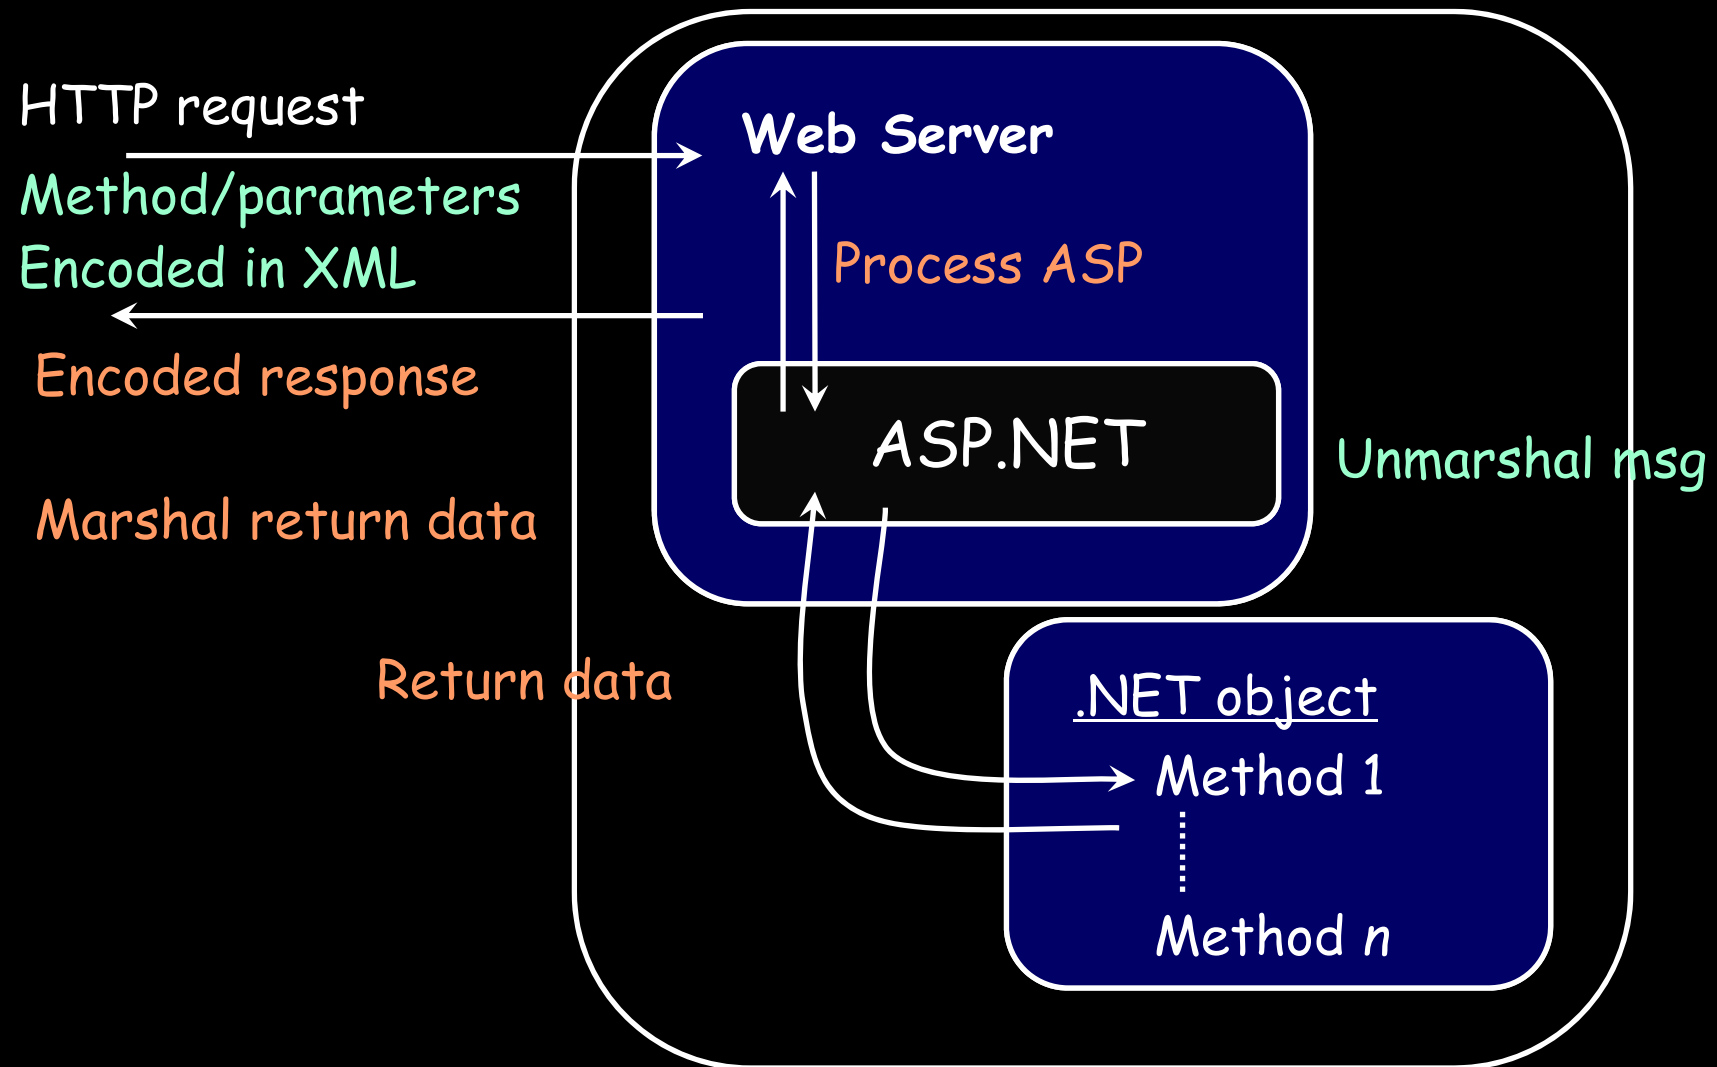 HTTP request
Method/parameters
Encoded in XML
Encoded response
Marshal return data
Return data
Web Server
Process ASP
ASP.NET
Unmarshal msg
.NET object
Method 1
Method n